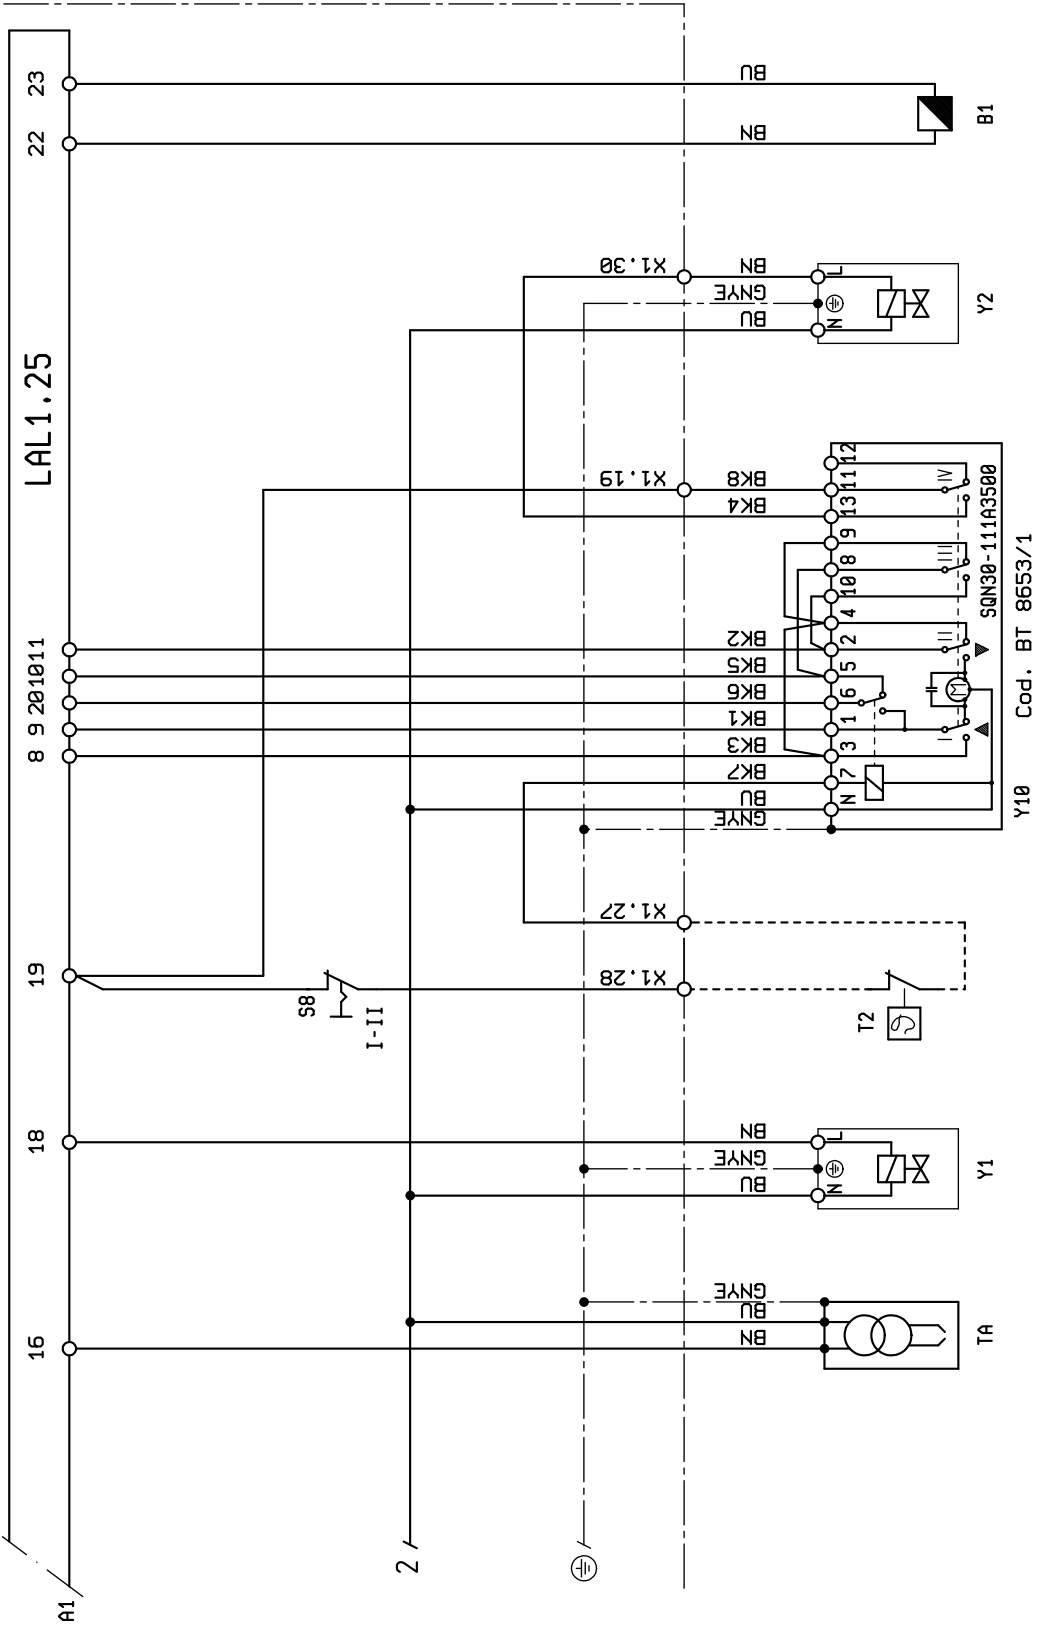 A1
LAL1.25
16
18
19
8
9
20
10
11
22
23
2
S8
I-II
X1.28
X1.27
X1.19
X1.30
BN
BU
GNYE
TA
BU
GNYE
BN
N
L
Y1
T2
GNYE
BU
BK7
BK3
BK1
BK6
BK5
BK2
BK4
BK8
N
7
3
1
6
5
2
4
10
8
9
13
11
12
I
II
III
IV
M
SQN30-111A3500
Y10
Cod. BT 8653/1
BU
GNYE
BN
N
L
Y2
BN
BU
B1